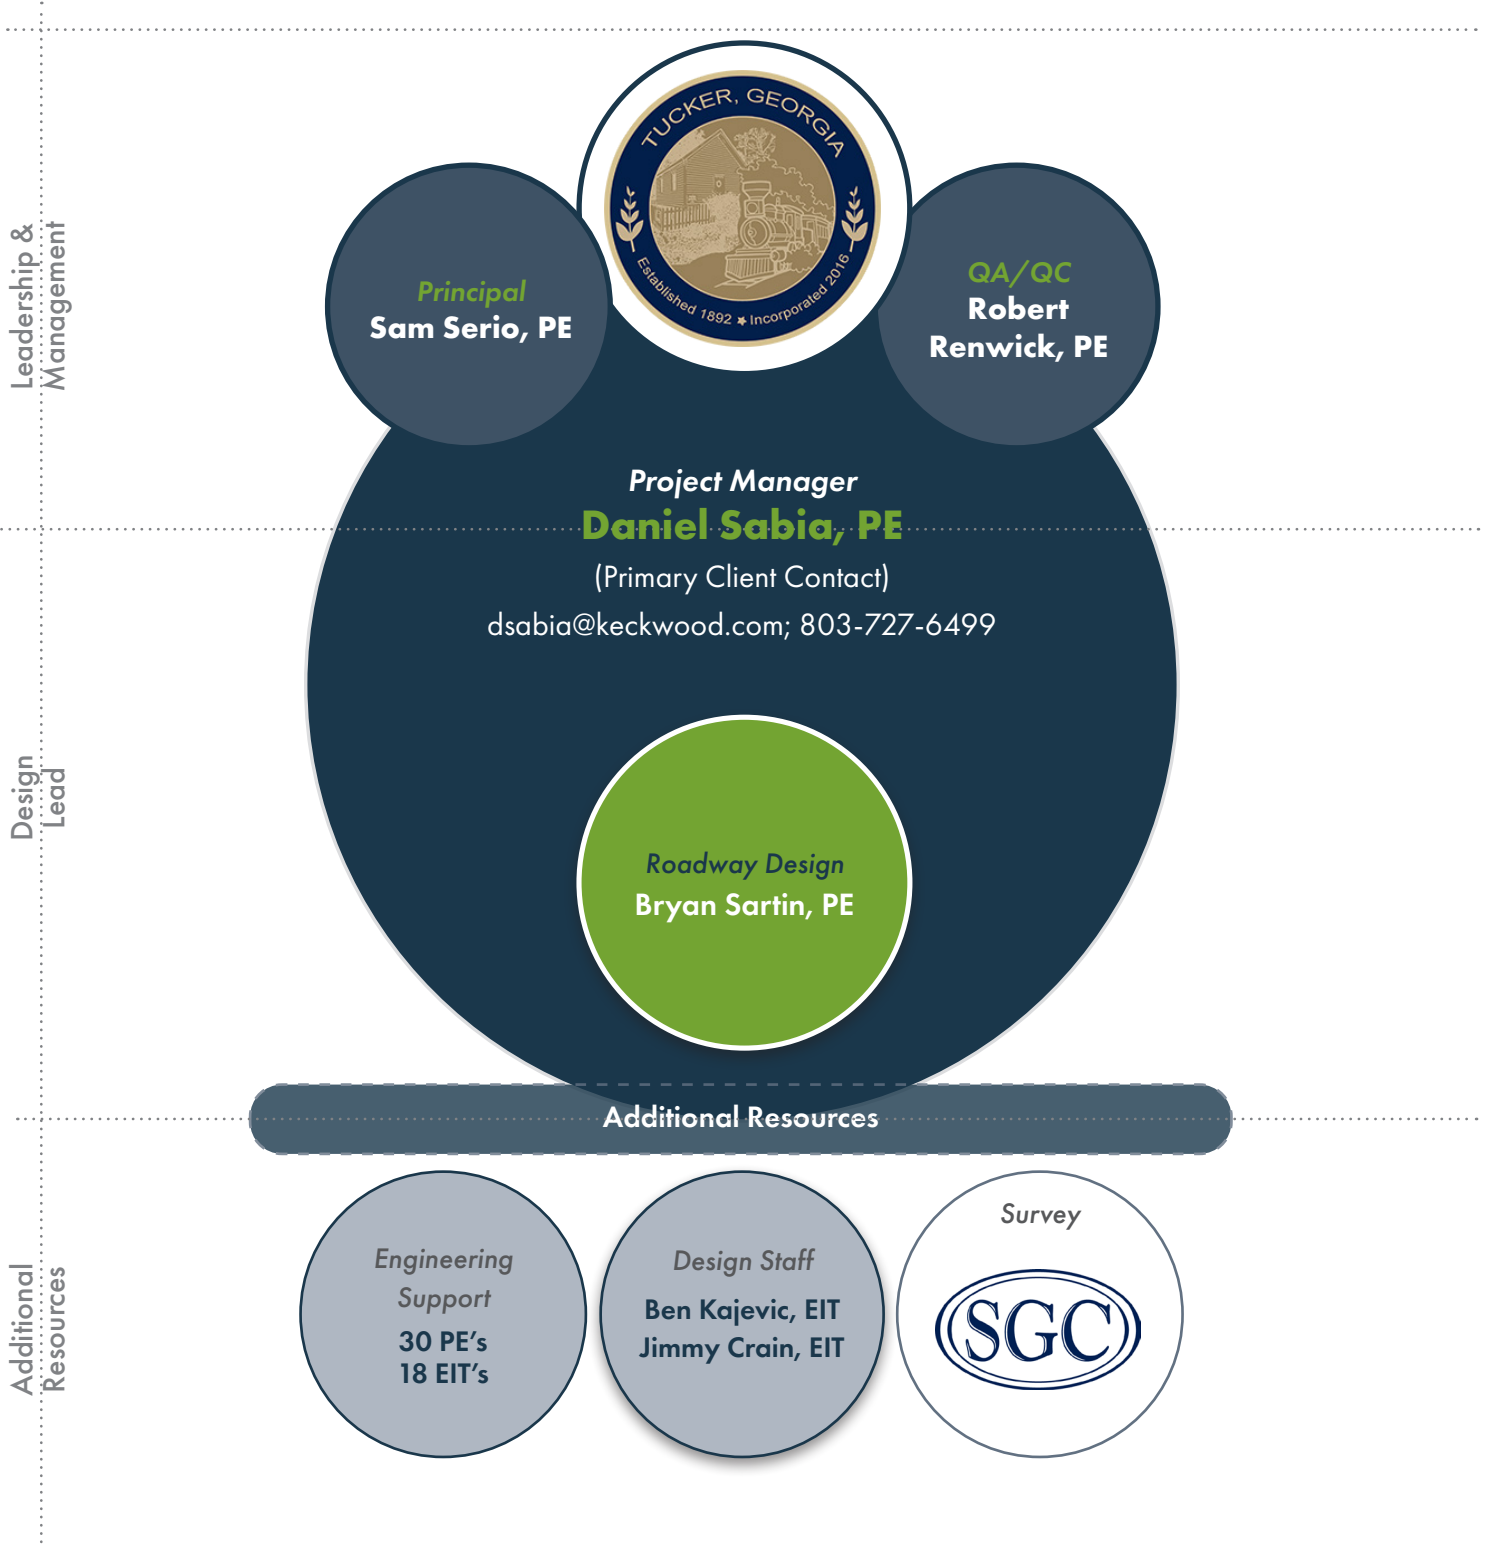 TUCKER, GEORGIA
Established 1892 ★ Incorporated 2016
Leadership &
Management
Principal
Sam Serio, PE
QA/QC
Robert
Renwick, PE
Project Manager
Daniel Sabia, PE
(Primary Client Contact)
dsabia@keckwood.com; 803-727-6499
Design
Lead
Roadway Design
Bryan Sartin, PE
Additional Resources
Additional
Resources
Engineering
Support
30 PE’s
18 EIT’s
Design Staff
Ben Kajevic, EIT
Jimmy Crain, EIT
Survey
SGC